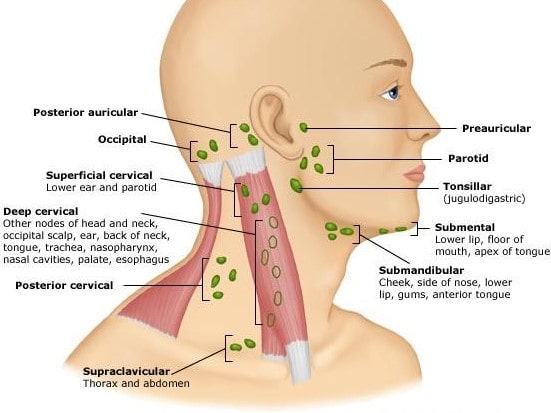 Posterior auricular
Occipital
Superficial cervical
Lower ear and parotid
Deep cervical
Other nodes of head and neck,
occipital scalp, ear, back of neck,
tongue, trachea, nasopharynx,
nasal cavities, palate, esophagus
Posterior cervical
Supraclavicular
Thorax and abdomen
Preauricular
Parotid
Tonsillar
(jugulodigastric)
Submental
Lower lip, floor of
mouth, apex of tongue
Submandibular
Cheek, side of nose, lower
lip, gums, anterior tongue